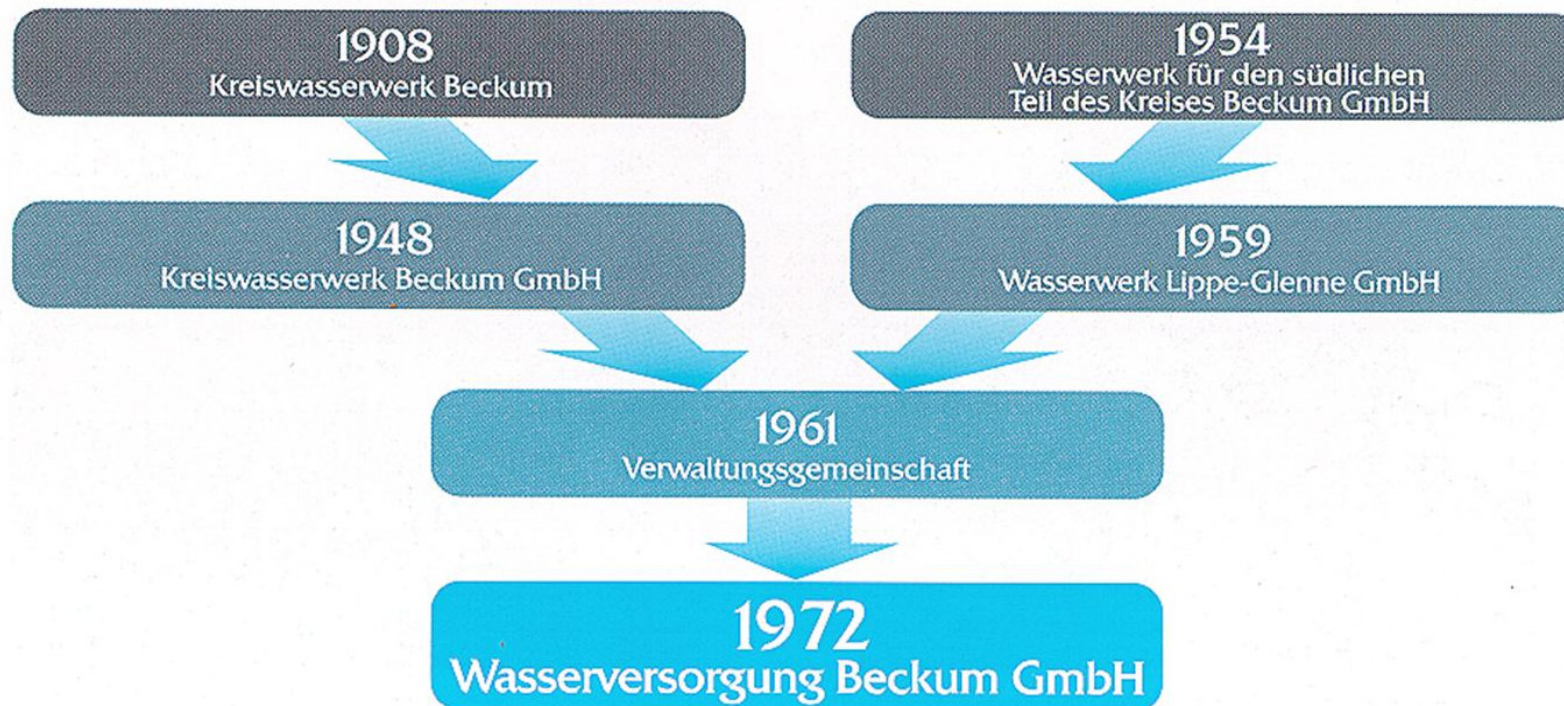 1908
Kreiswasserwerk Beckum
1954
Wasserwerk für den südlichen
Teil des Kreises Beckum GmbH
1948
Kreiswasserwerk Beckum GmbH
1959
Wasserwerk Lippe-Glenne GmbH
1961
Verwaltungsgemeinschaft
1972
Wasserversorgung Beckum GmbH